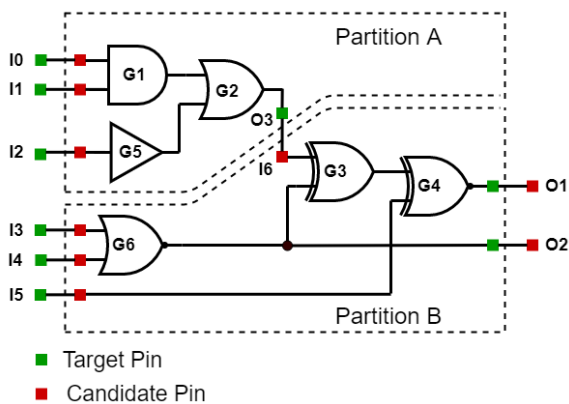 Partition A
I0
G1
I1
G2
O3
I2
G5
I6
G3
G4
O1
I3
G6
I4
O2
I5
Partition B
Target Pin
Candidate Pin